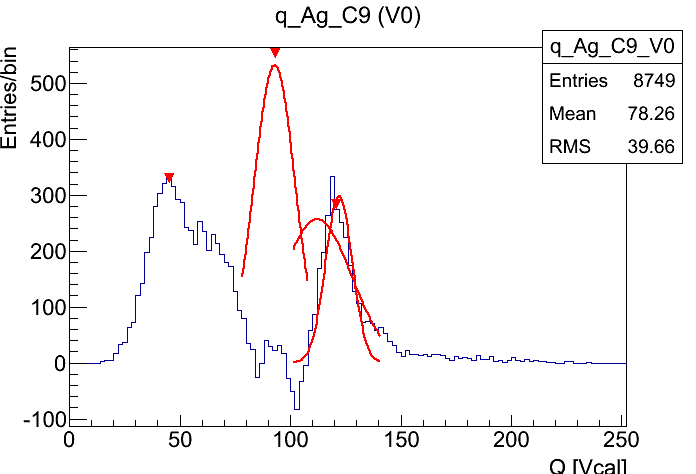 q_Ag_C9 (V0)
q_Ag_C9_V0
Entries 8749
Mean 78.26
RMS 39.66
Entries/bin
500
400
300
200
100
0
-100
0 50 100 150 200 250
Q [Vcal]